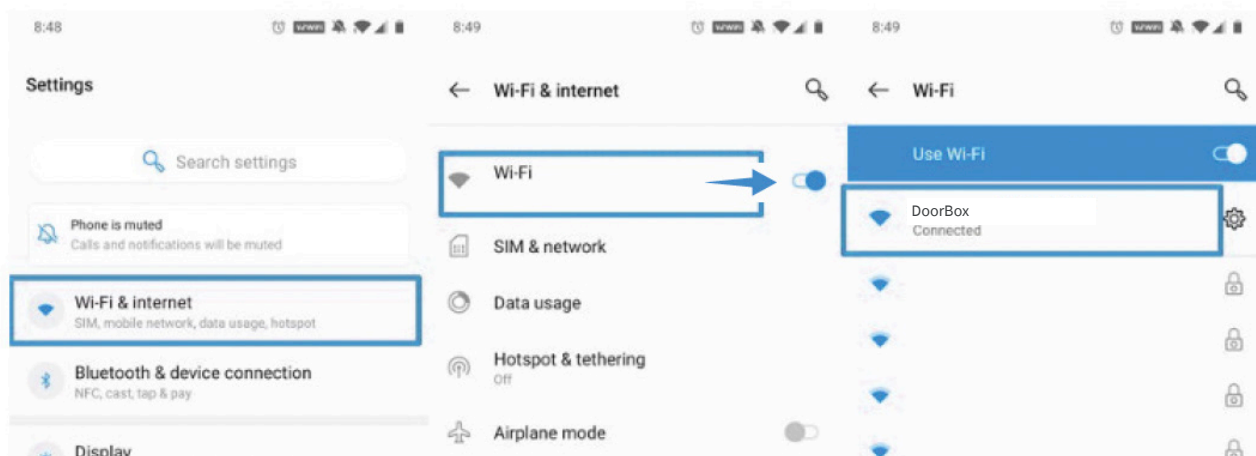 8:48
Settings
Search settings
Phone is muted
Calls and notifications will be muted
Wi-Fi & internet
SIM, mobile network, data usage, hotspot
Bluetooth & device connection
NFC, cast, tap & pay
Display
8:49
Wi-Fi & internet
Wi-Fi
SIM & network
Data usage
Hotspot & tethering
Off
Airplane mode
8:49
Wi-Fi
Use Wi-Fi
DoorBox
Connected